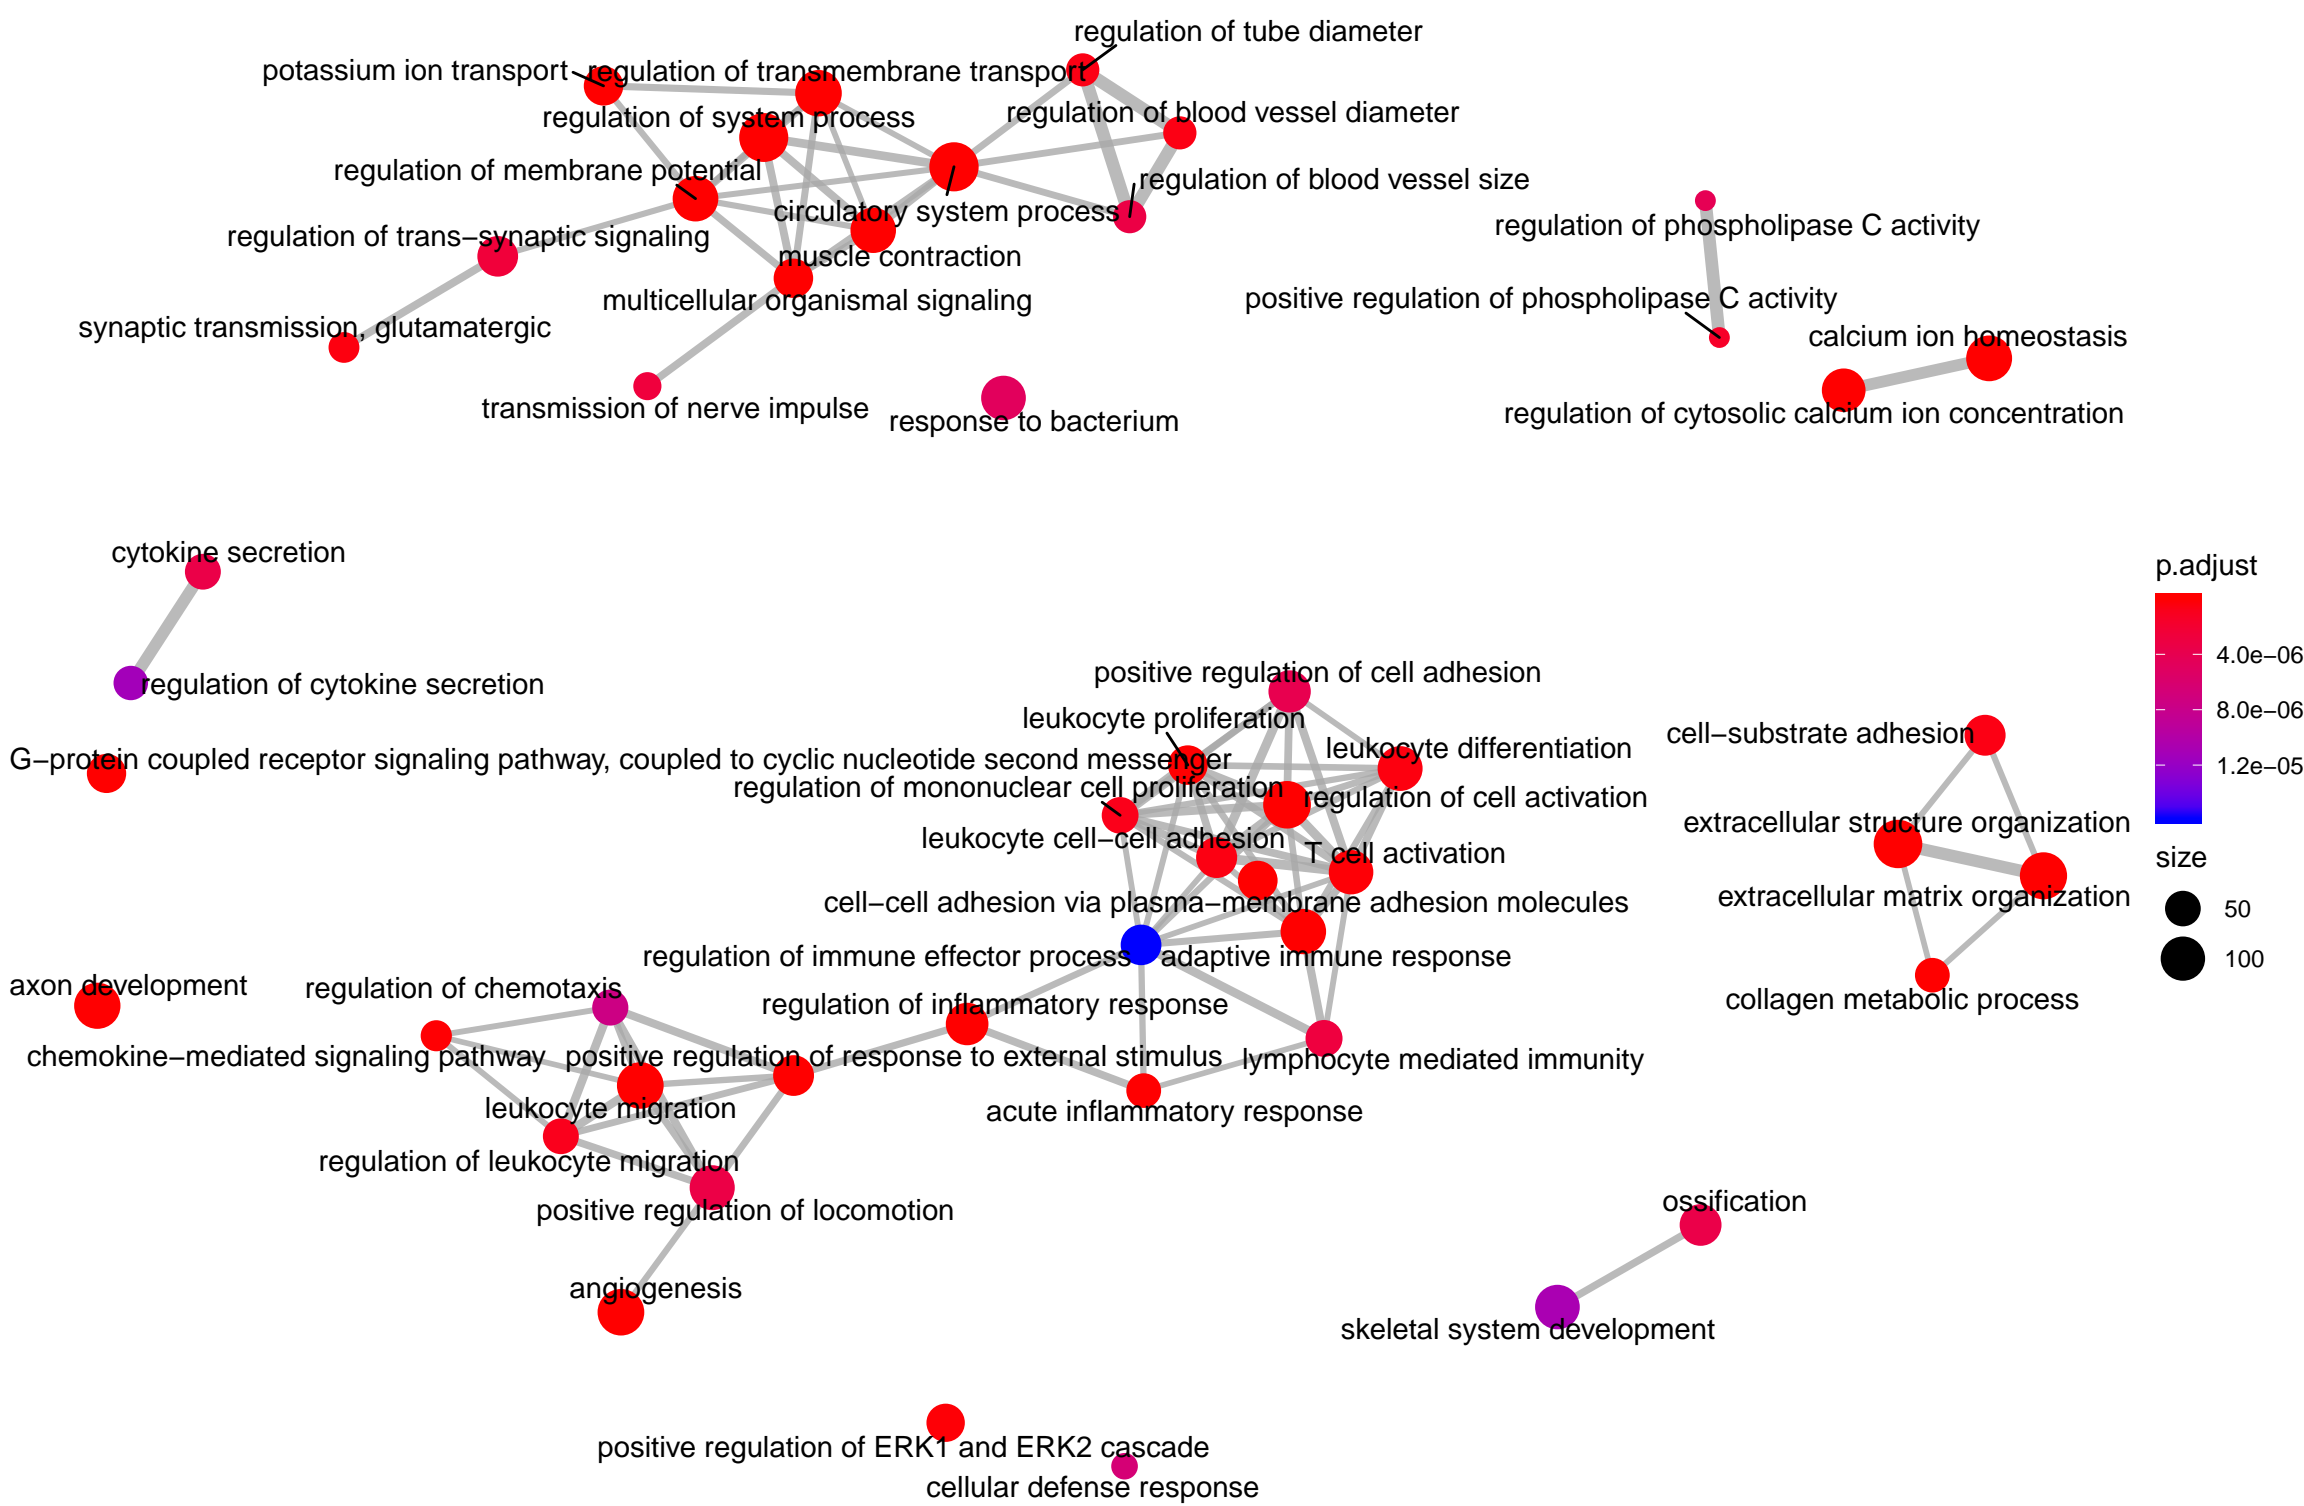 regulation of tube diameter
potassium ion transport
regulation of transmembrane transport
regulation of blood vessel diameter
regulation of system process
regulation of membrane potential
regulation of blood vessel size
circulatory system process
regulation of phospholipase C activity
regulation of trans−synaptic signaling
muscle contraction
multicellular organismal signaling
positive regulation of phospholipase C activity
synaptic transmission, glutamatergic
calcium ion homeostasis
transmission of nerve impulse
response to bacterium
regulation of cytosolic calcium ion concentration
cytokine secretion
regulation of cytokine secretion
positive regulation of cell adhesion
leukocyte proliferation
cell−substrate adhesion
leukocyte differentiation
G−protein coupled receptor signaling pathway, coupled to cyclic nucleotide second messenger
regulation of mononuclear cell proliferation
regulation of cell activation
extracellular structure organization
leukocyte cell−cell adhesion
T cell activation
extracellular matrix organization
cell−cell adhesion via plasma−membrane adhesion molecules
regulation of immune effector process
adaptive immune response
axon development
regulation of chemotaxis
regulation of inflammatory response
collagen metabolic process
chemokine−mediated signaling pathway
positive regulation of response to external stimulus
lymphocyte mediated immunity
leukocyte migration
acute inflammatory response
regulation of leukocyte migration
positive regulation of locomotion
ossification
angiogenesis
skeletal system development
positive regulation of ERK1 and ERK2 cascade
cellular defense response
p.adjust
4.0e−06
8.0e−06
1.2e−05
size
50
100